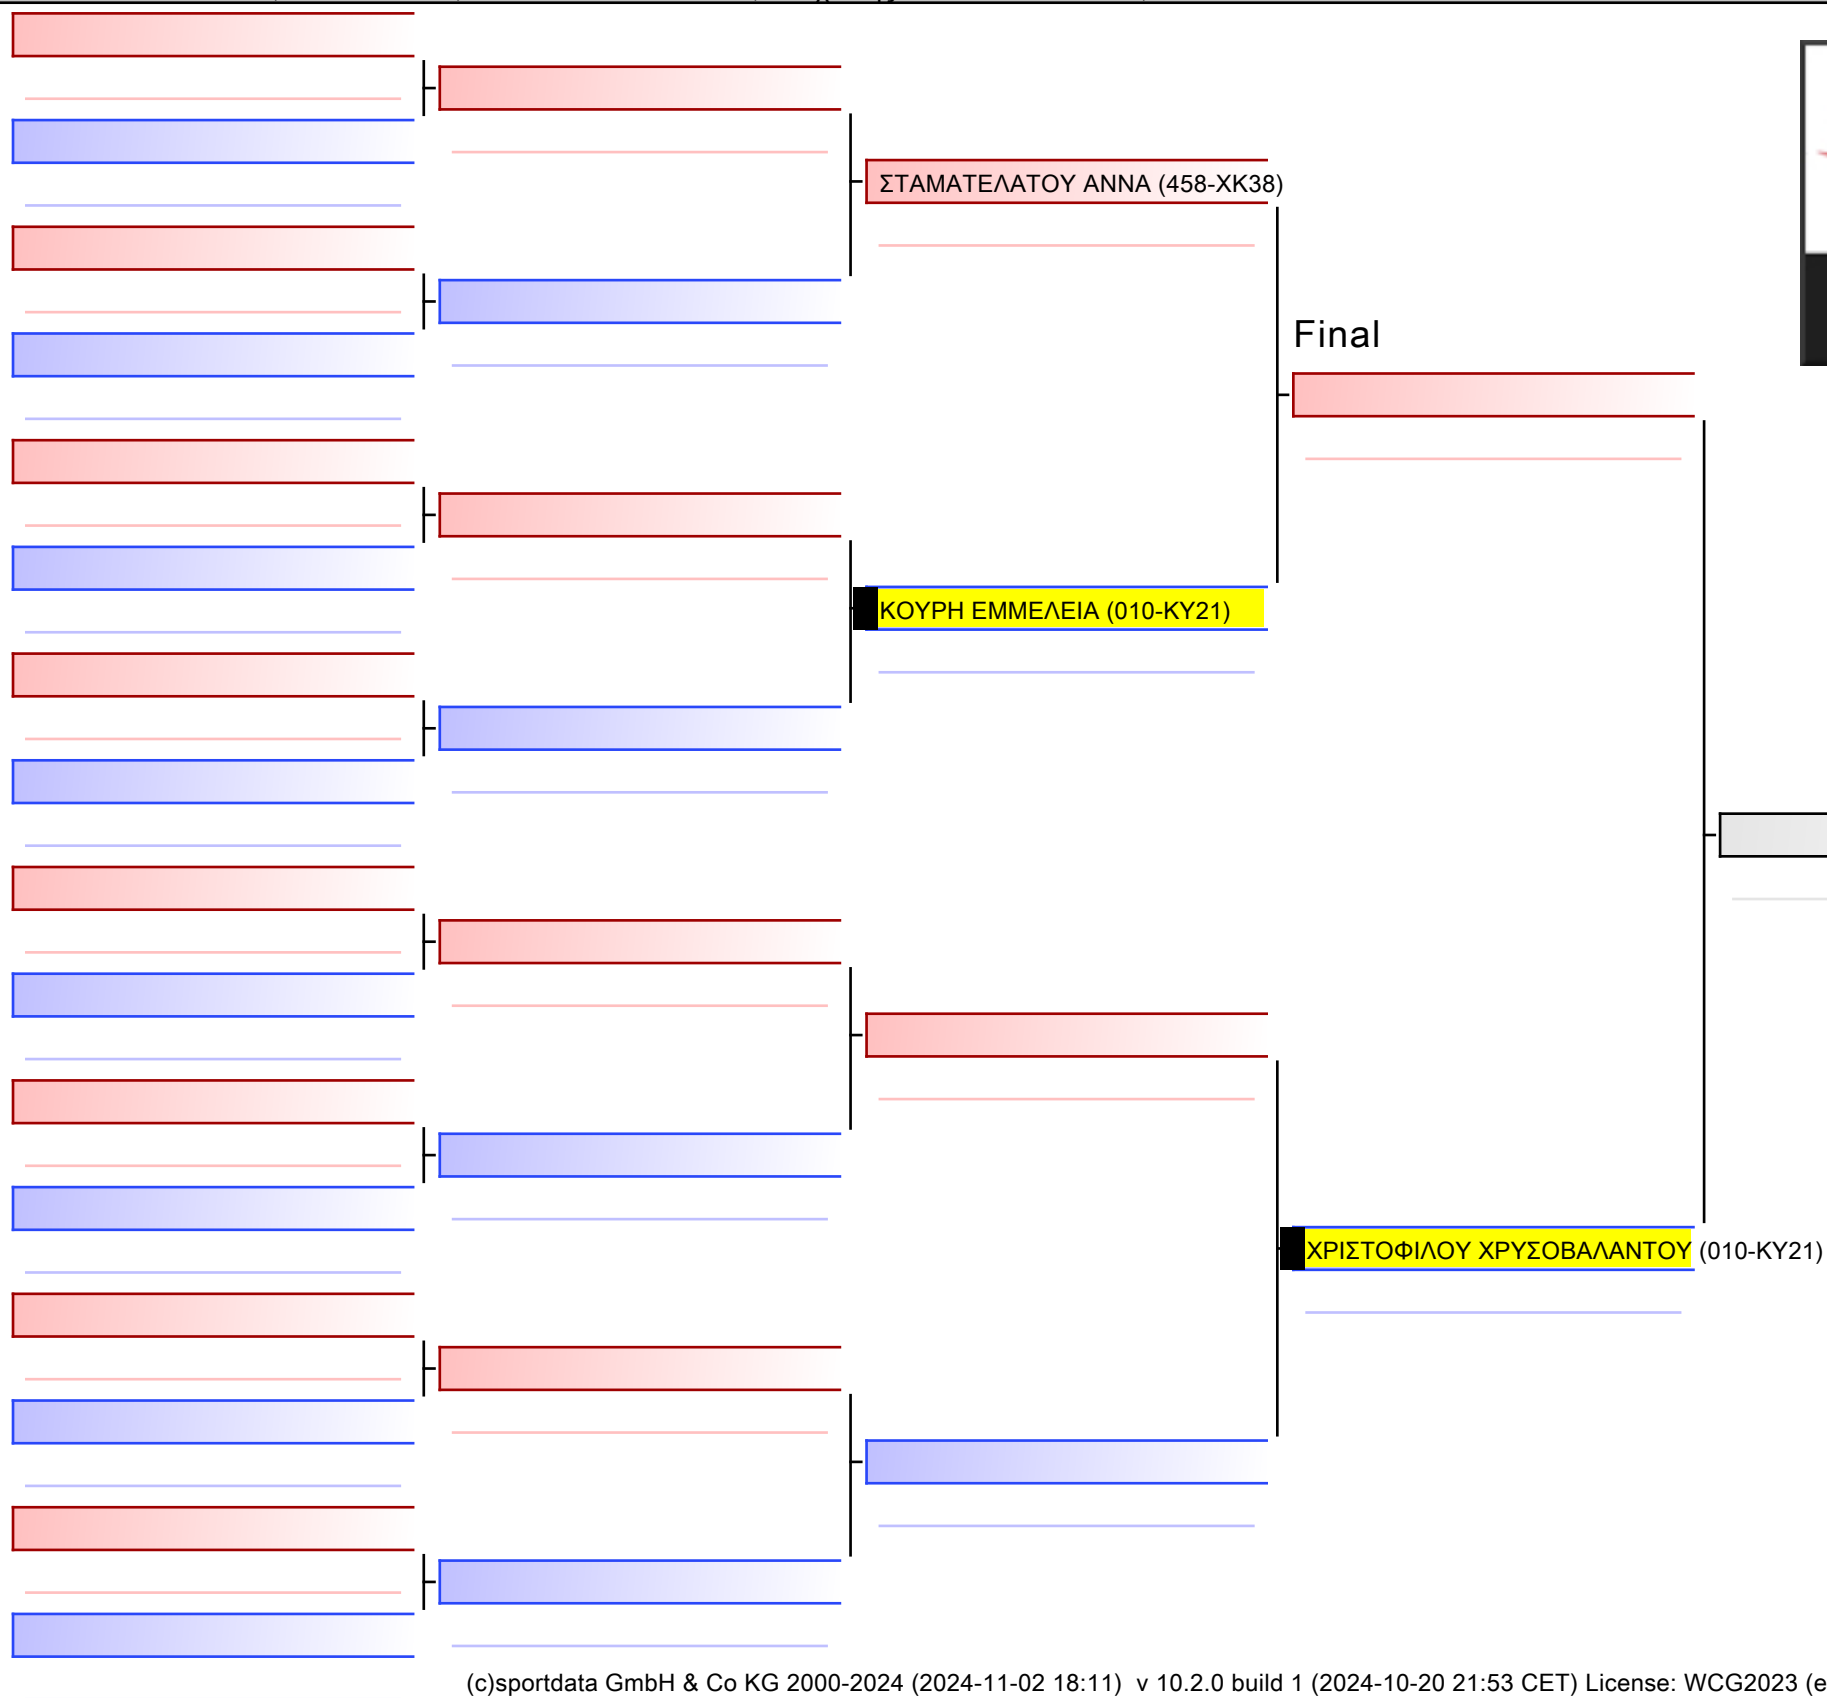 ΣΤΑΜΑΤΕΛΑΤΟΥ ΑΝΝΑ (458-ΧΚ38)
Final
ΚΟΥΡΗ ΕΜΜΕΛΕΙΑ (010-ΚΥ21)
ΧΡΙΣΤΟΦΙΛΟΥ ΧΡΥΣΟΒΑΛΑΝΤΟΥ (010-ΚΥ21)
(c)sportdata GmbH & Co KG 2000-2024 (2024-11-02 18:11) v 10.2.0 build 1 (2024-10-20 21:53 CET) License: WCG2023 (e